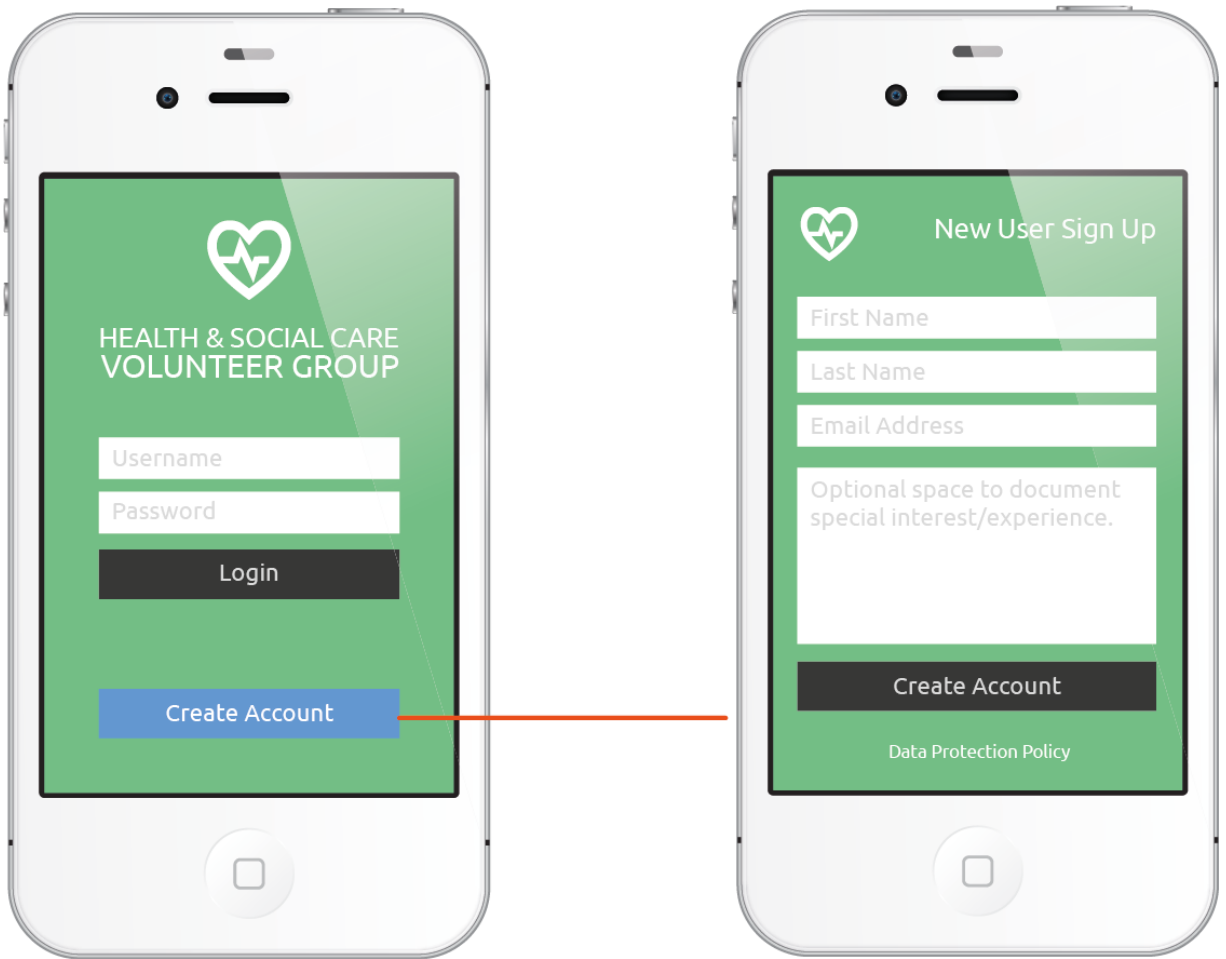 HEALTH & SOCIAL CARE
VOLUNTEER GROUP
Username
Password
Login
Create Account
New User Sign Up
First Name
Last Name
Email Address
Optional space to document
special interest/experience.
Create Account
Data Protection Policy